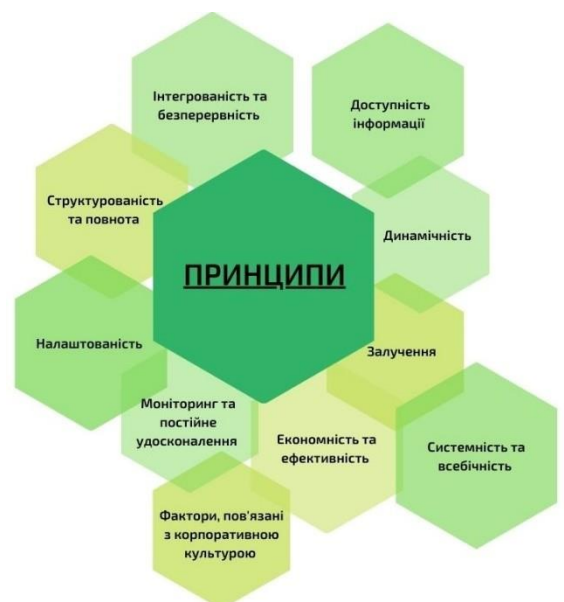 Інтегрованість та
безперервність
Доступність
інформації
Структурованість
та повнота
Динамічність
ПРИНЦИПИ
Налаштованість
Залучення
Моніторинг та
постійне
удосконалення
Економність та
ефективність
Системність та
всебічність
Фактори, пов'язані
з корпоративною
культурою